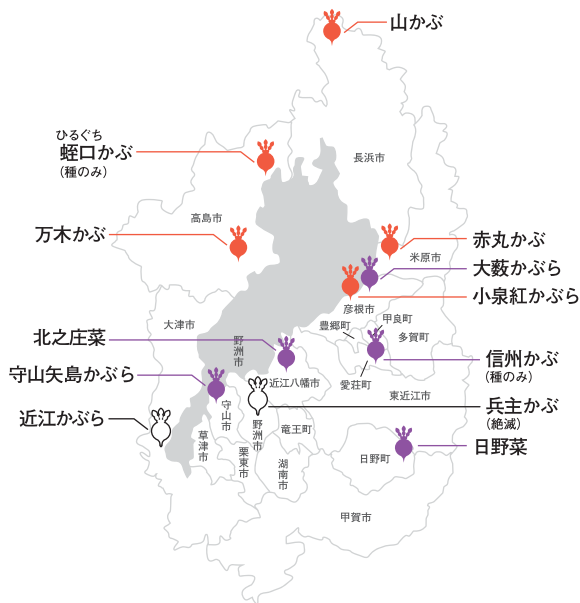 山かぶ
ひるぐち
蛭口かぶ
(種のみ)
長浜市
高島市
万木かぶ
赤丸かぶ
米原市
大薮かぶら
小泉紅かぶら
彦根市
甲良町
豊郷町
多賀町
大津市
野洲市
北之庄菜
信州かぶ
(種のみ)
守山矢島かぶら
近江八幡市
愛荘町
東近江市
兵主かぶ
(絶滅)
近江かぶら
守山市
野洲市
竜王町
草津市
栗東市
湖南市
日野町
日野菜
甲賀市